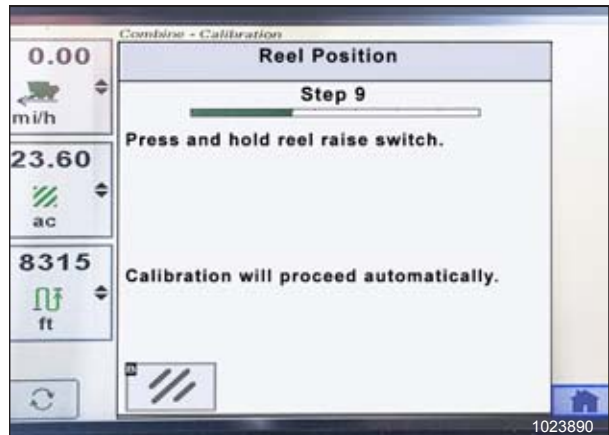 Combine - Calibration
0.00
mi/h
23.60
ac
8315
ft
Reel Position
Step 9
Press and hold reel raise switch.
Calibration will proceed automatically.
1023890